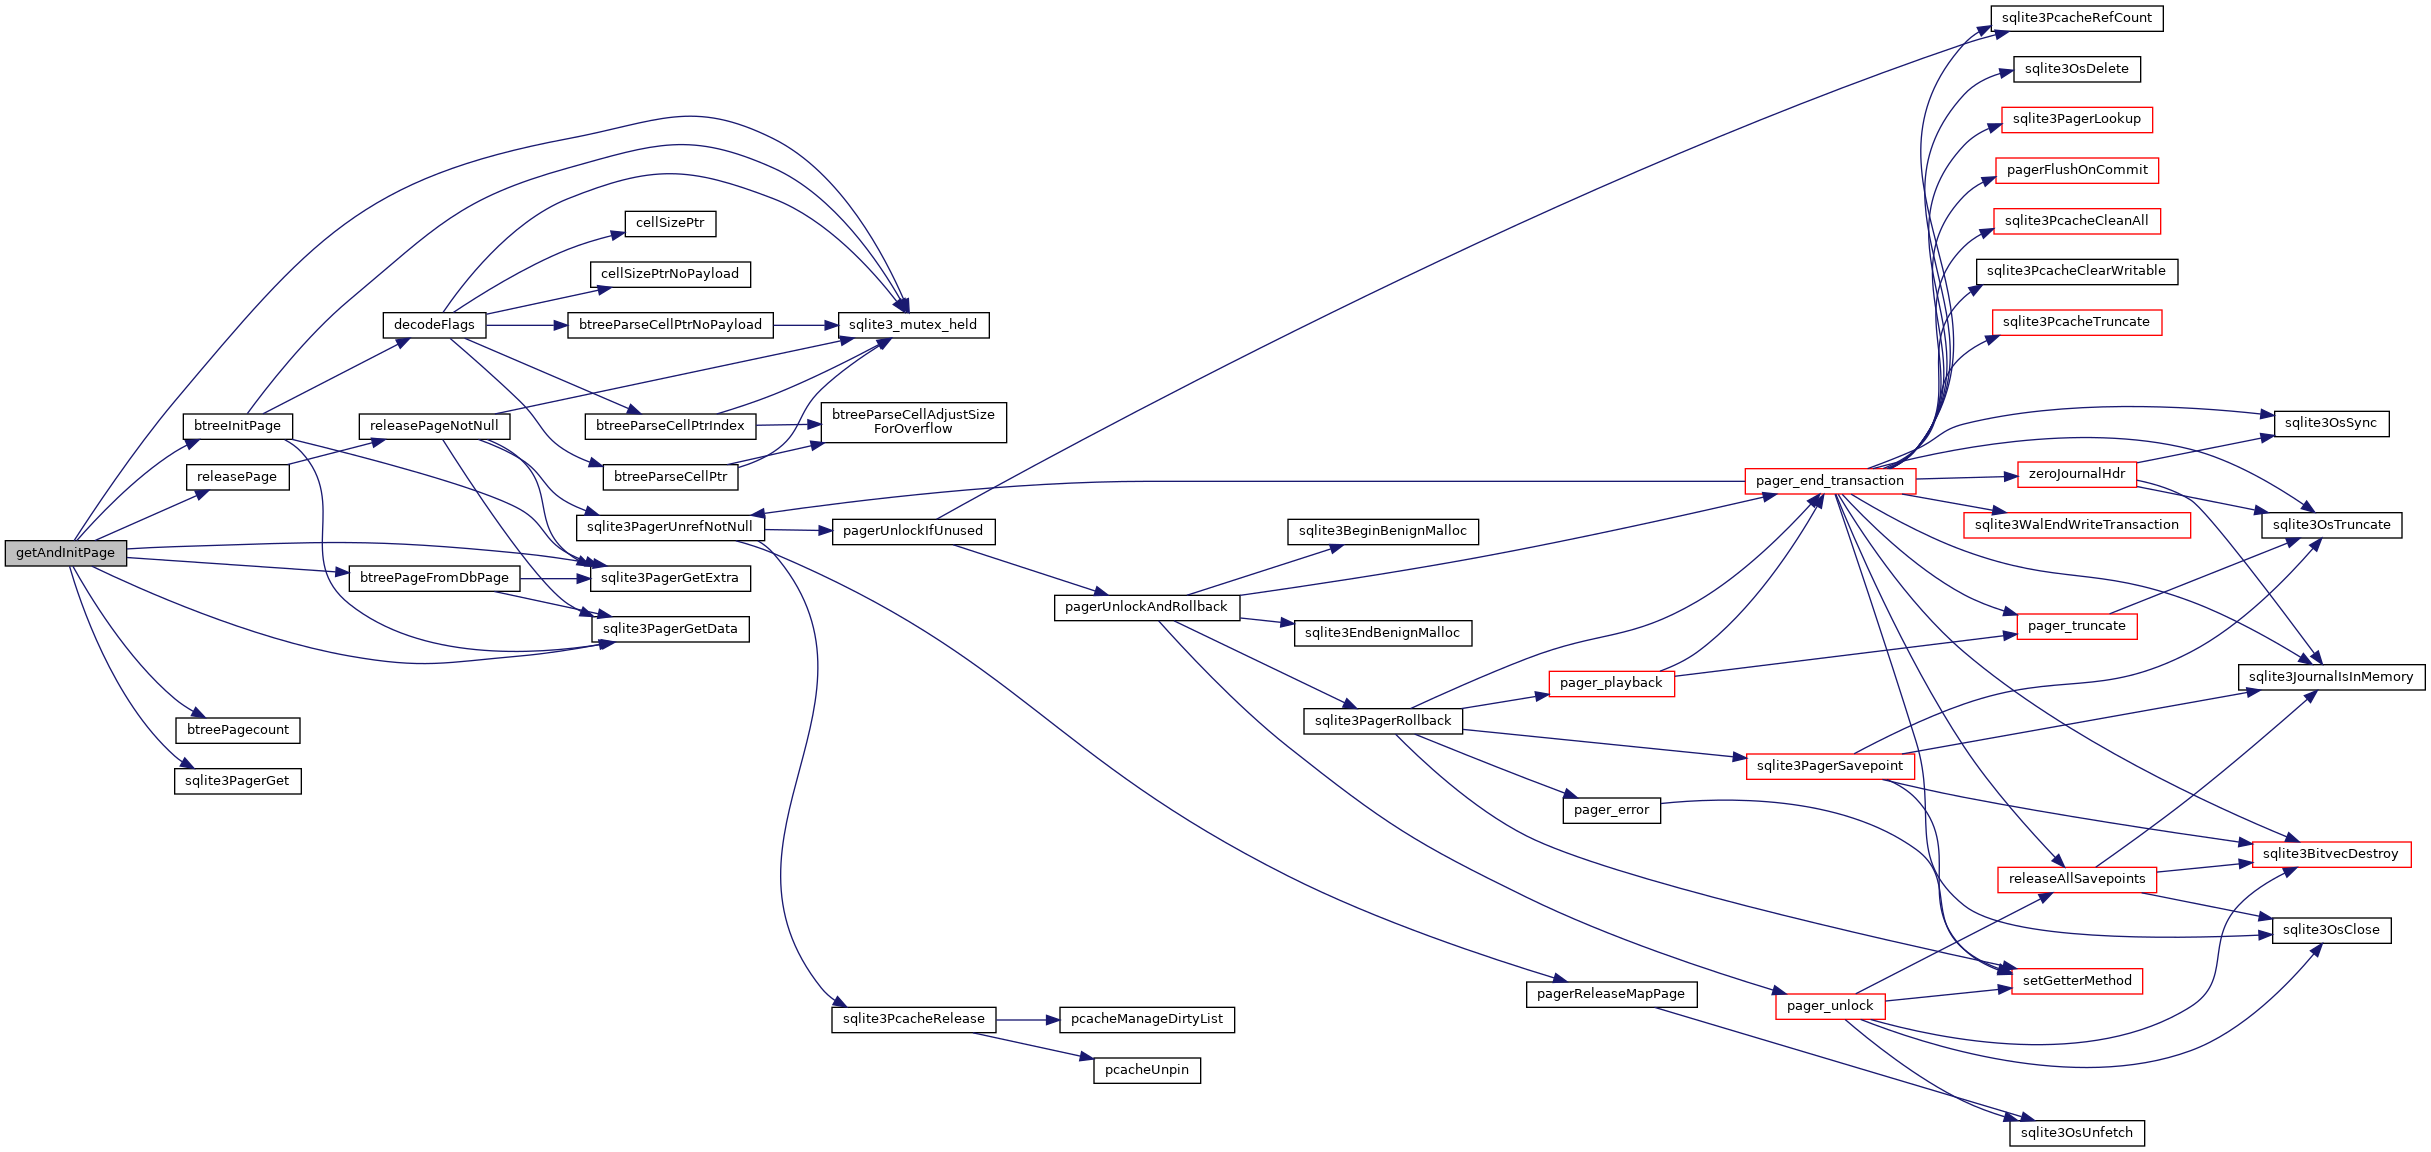 getAndInitPage
btreeInitPage
releasePage
btreePagecount
sqlite3PagerGet
decodeFlags
releasePageNotNull
btreePageFromDbPage
cellSizePtr
cellSizePtrNoPayload
btreeParseCellPtrNoPayload
btreeParseCellPtrIndex
btreeParseCellPtr
sqlite3PagerUnrefNotNull
sqlite3PagerGetExtra
sqlite3PagerGetData
sqlite3_mutex_held
btreeParseCellAdjustSize
ForOverflow
pagerUnlockIfUnused
sqlite3PcacheRelease
pagerUnlockAndRollback
pcacheManageDirtyList
pcacheUnpin
sqlite3BeginBenignMalloc
sqlite3EndBenignMalloc
sqlite3PagerRollback
pager_playback
pager_error
pagerReleaseMapPage
pager_end_transaction
sqlite3PagerSavepoint
pager_unlock
sqlite3PcacheRefCount
sqlite3OsDelete
sqlite3PagerLookup
pagerFlushOnCommit
sqlite3PcacheCleanAll
sqlite3PcacheClearWritable
sqlite3PcacheTruncate
zeroJournalHdr
sqlite3WalEndWriteTransaction
pager_truncate
releaseAllSavepoints
setGetterMethod
sqlite3OsUnfetch
sqlite3OsSync
sqlite3OsTruncate
sqlite3JournalIsInMemory
sqlite3BitvecDestroy
sqlite3OsClose